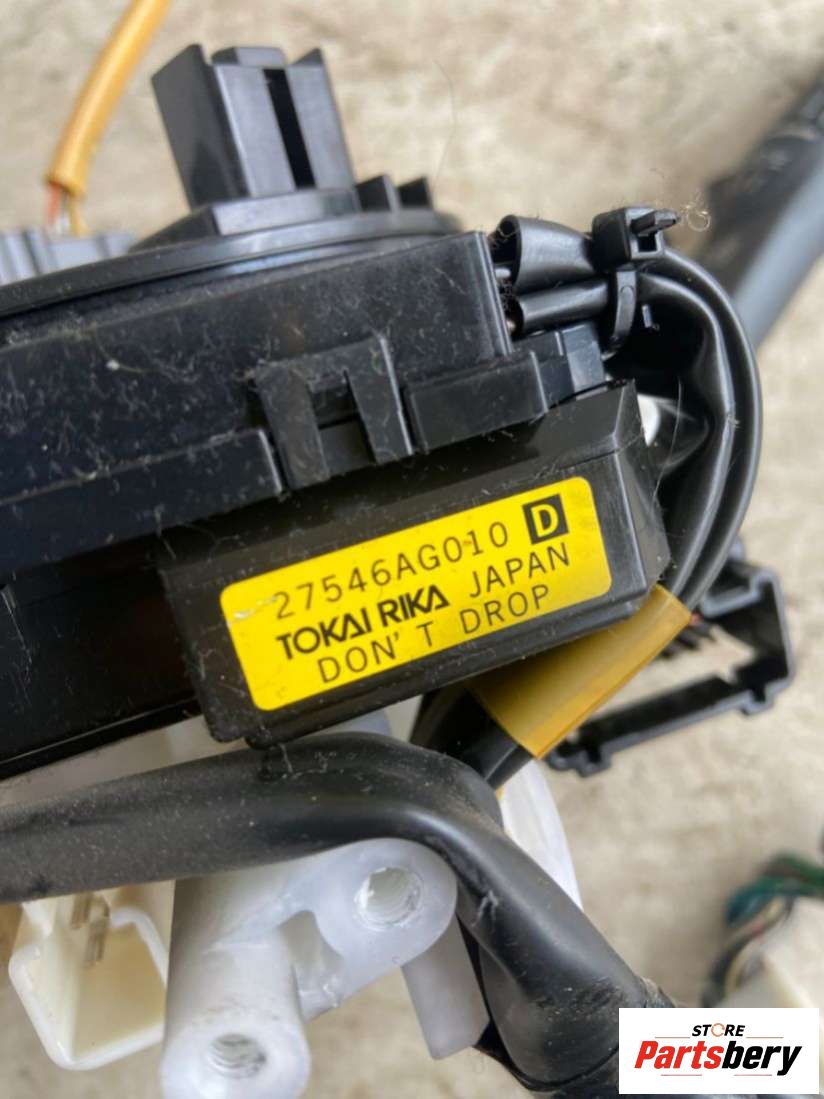 27546AG010 D
TOKAI RIKA JAPAN
DON'T DROP
STORE
Partsbery